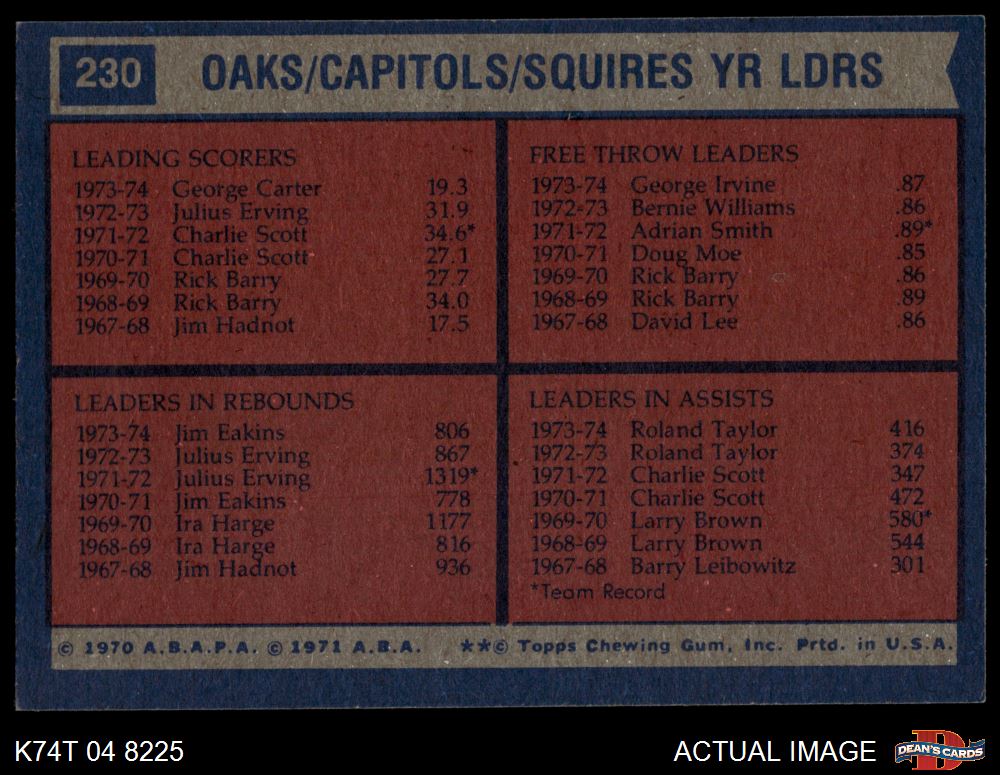 230 OAKS/CAPITOLS/SQUIRES YR LDRS
LEADING SCORERS
1973-74 George Carter 19.3
1972-73 Julius Erving 31.9
1971-72 Charlie Scott 34.6*
1970-71 Charlie Scott 27.1
1969-70 Rick Barry 27.7
1968-69 Rick Barry 34.0
1967-68 Jim Hadnot 17.5
FREE THROW LEADERS
1973-74 George Irvine .87
1972-73 Bernie Williams .86
1971-72 Adrian Smith .89*
1970-71 Doug Moe .85
1969-70 Rick Barry .86
1968-69 Rick Barry .89
1967-68 David Lee .86
LEADERS IN REBOUNDS
1973-74 Jim Eakins 806
1972-73 Julius Erving 867
1971-72 Julius Erving 1319*
1970-71 Jim Eakins 778
1969-70 Ira Harge 1177
1968-69 Ira Harge 816
1967-68 Jim Hadnot 936
LEADERS IN ASSISTS
1973-74 Roland Taylor 416
1972-73 Roland Taylor 374
1971-72 Charlie Scott 347
1970-71 Charlie Scott 472
1969-70 Larry Brown 580*
1968-69 Larry Brown 544
1967-68 Barry Leibowitz 301
*Team Record
© 1970 A.B.A.P.A. © 1971 A.B.A. **© Topps Chewing Gum, Inc. Prtd. in U.S.A.
K74T 04 8225
ACTUAL IMAGE
D
DEAN'S CARDS